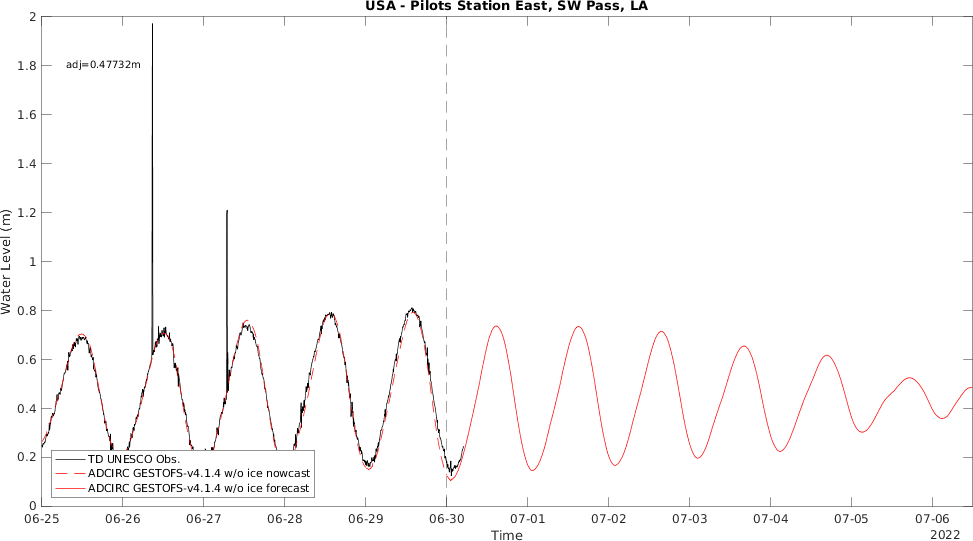 USA - Pilots Station East, SW Pass, LA
adj=0.47732m
Water Level (m)
2
1.8
1.6
1.4
1.2
1
0.8
0.6
0.4
0.2
0
TD UNESCO Obs.
ADCIRC GESTOFS-v4.1.4 w/o ice nowcast
ADCIRC GESTOFS-v4.1.4 w/o ice forecast
06-25 06-26 06-27 06-28 06-29 06-30 07-01 07-02 07-03 07-04 07-05 07-06
Time
2022